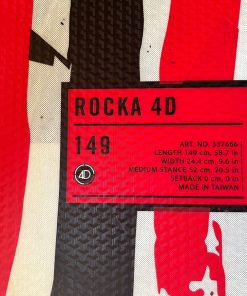 ROCKA 4D
149
4D
ART. NO. 337666
LENGTH 149 cm, 58.7 in
WIDTH 24.4 cm, 9.6 in
MEDIUM STANCE 52 cm, 20.5 in
SETBACK 0 cm, 0 in
MADE IN TAIWAN